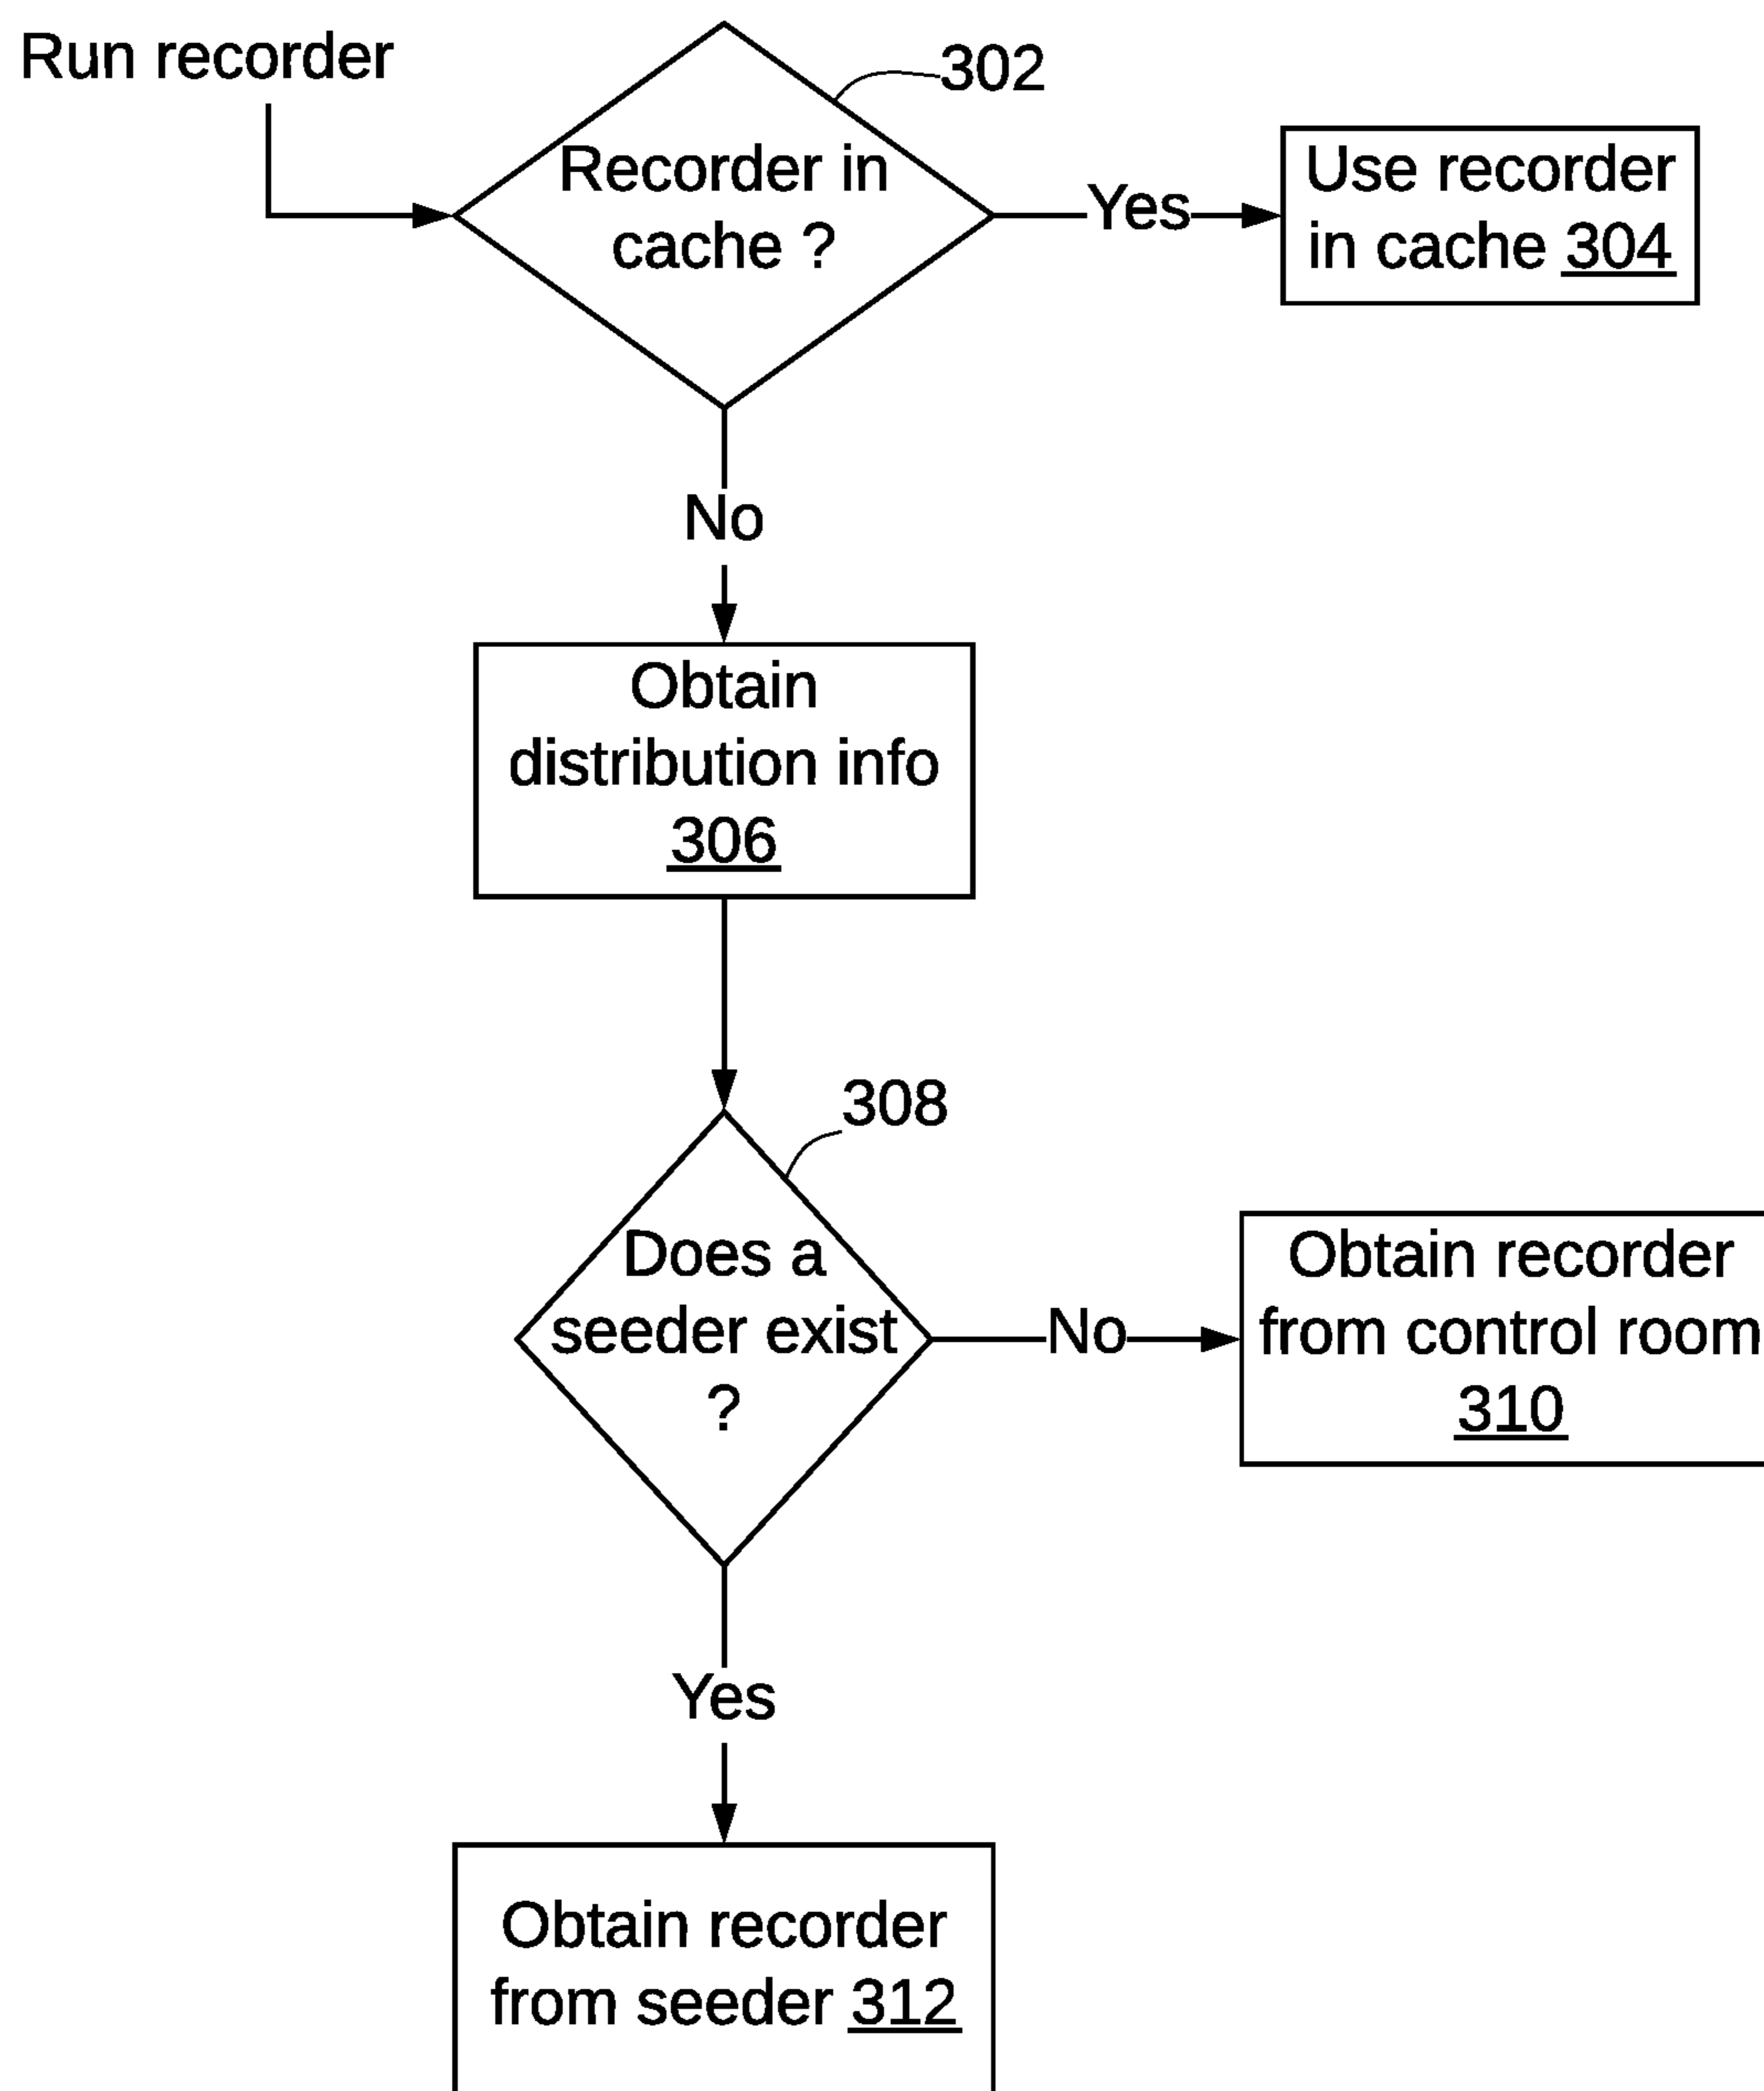 Run recorder
302
Recorder in
cache ?
Yes
Use recorder
in cache 304
No
Obtain
distribution info
306
308
Does a
seeder exist
?
No
Obtain recorder
from control room
310
Yes
Obtain recorder
from seeder 312